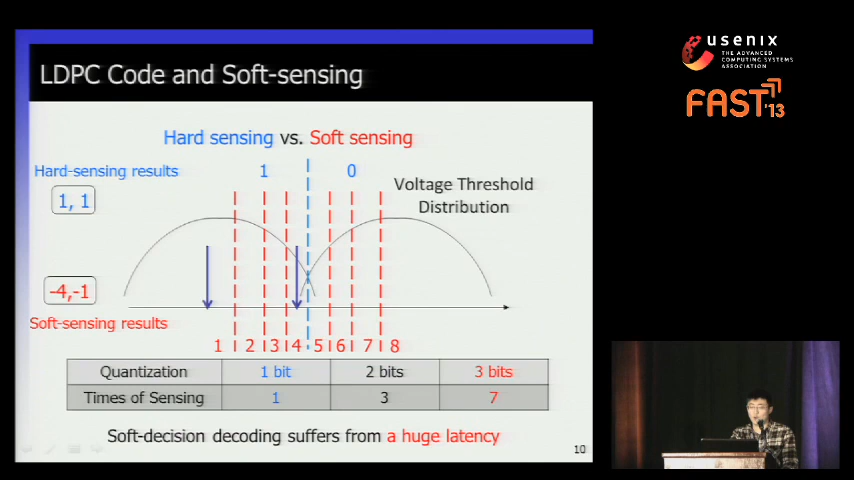 LDPC Code and Soft-sensing
Hard sensing vs. Soft sensing
Hard-sensing results
1 0
1, 1
Voltage Threshold
Distribution
-4,-1
Soft-sensing results
1 2 3 4 5 6 7 8
Quantization 1 bit 2 bits 3 bits
Times of Sensing 1 3 7
Soft-decision decoding suffers from a huge latency
10
usenix
THE ADVANCED
COMPUTING SYSTEMS
ASSOCIATION
FAST '13